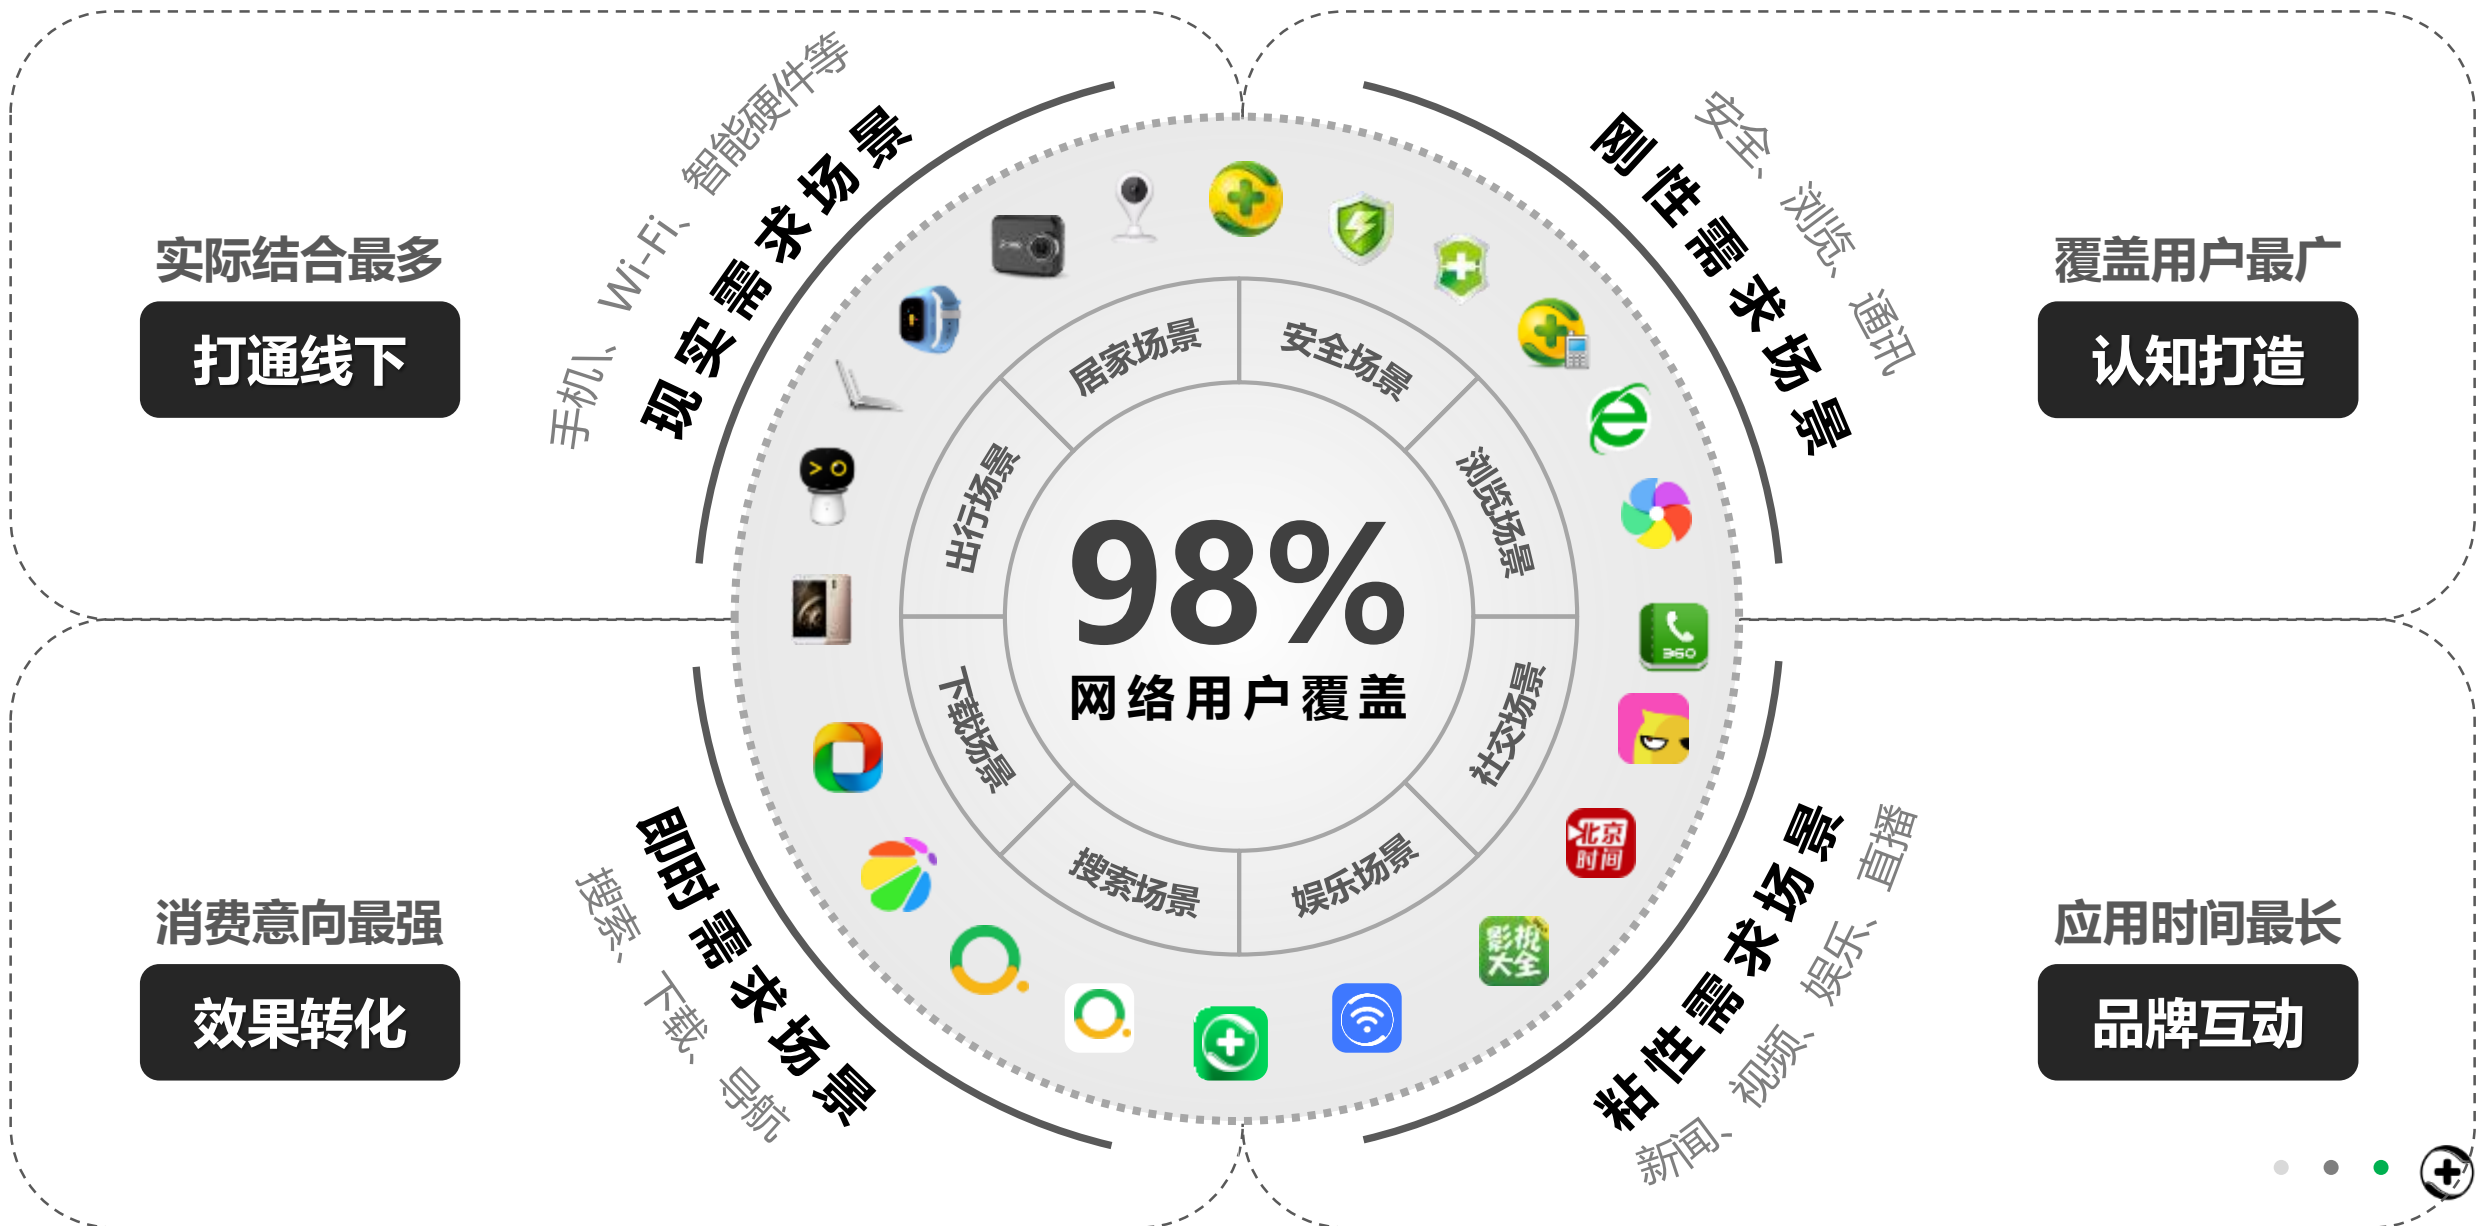 手机、Wi-Fi、智能硬件等
现实需求场景
实际结合最多
打通线下
安全、浏览、通讯
刚性需求场景
覆盖用户最广
认知打造
居家场景
安全场景
出行场景
浏览场景
98%
网络用户覆盖
下载场景
社交场景
搜索场景
娱乐场景
360
北京
时间
影视
大全
即时需求场景
搜索、下载、导航
消费意向最强
效果转化
粘性需求场景
新闻、视频、娱乐、直播
应用时间最长
品牌互动